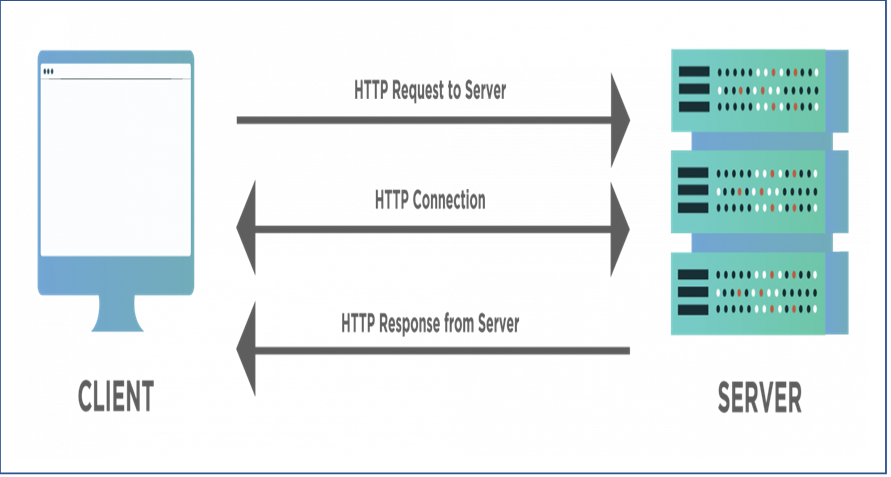 HTTP Request to Server
HTTP Connection
HTTP Response from Server
CLIENT
SERVER